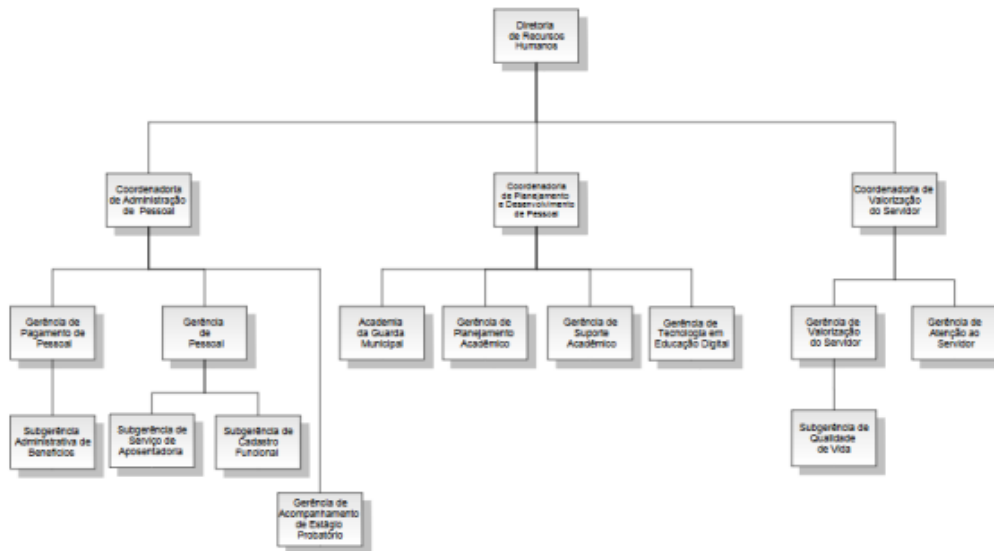 Diretoria
de Recursos
Humanos
Coordenadoria
de Administração
de Pessoal
Coordenadoria
de Planejamento
e Desenvolvimento
de Pessoal
Coordenadoria de
Valorização
do Servidor
Gerência de
Pagamento de
Pessoal
Gerência
de
Pessoal
Academia
da Guarda
Municipal
Gerência de
Planejamento
Acadêmico
Gerência de
Suporte
Acadêmico
Gerência de
Tecnologia em
Educação Digital
Gerência de
Valorização
do Servidor
Gerência de
Atenção ao
Servidor
Subgerência
Administrativa de
Benefícios
Subgerência de
Serviço de
Aposentadoria
Subgerência de
Cadastro
Funcional
Subgerência de
Qualidade
de Vida
Gerência de
Acompanhamento
de Estágio
Probatório